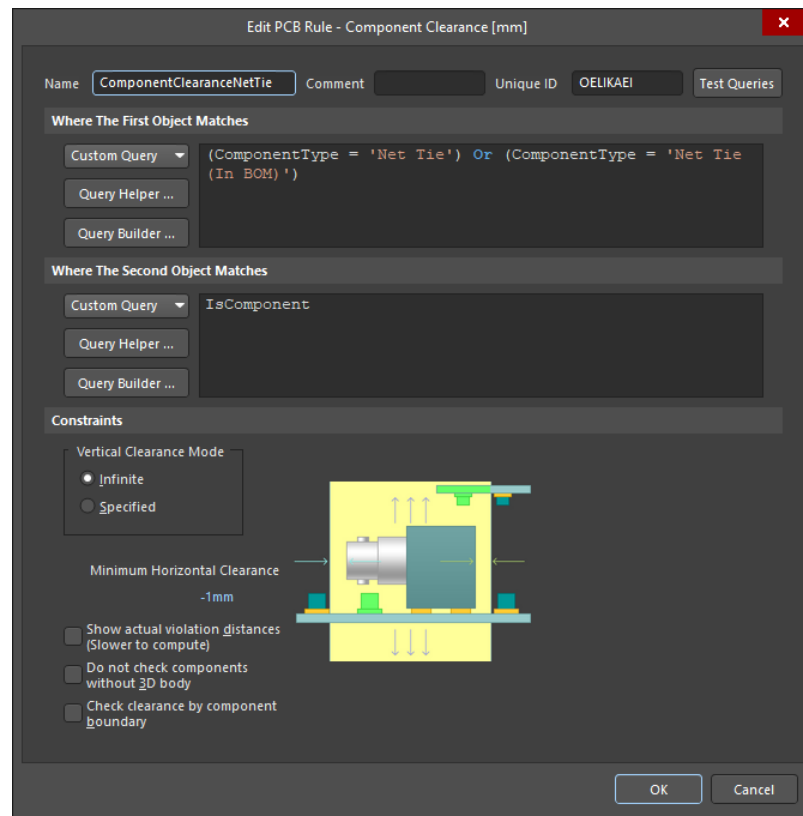 Edit PCB Rule - Component Clearance [mm]
Name ComponentClearanceNetTie Comment Unique ID OELIKAEI Test Queries
Where The First Object Matches
Custom Query
(ComponentType = 'Net Tie') Or (ComponentType = 'Net Tie
(In BOM)')
Query Helper ...
Query Builder ...
Where The Second Object Matches
Custom Query
IsComponent
Query Helper ...
Query Builder ...
Constraints
Vertical Clearance Mode
Infinite
Specified
Minimum Horizontal Clearance
-1mm
Show actual violation distances
(Slower to compute)
Do not check components
without 3D body
Check clearance by component
boundary
OK Cancel